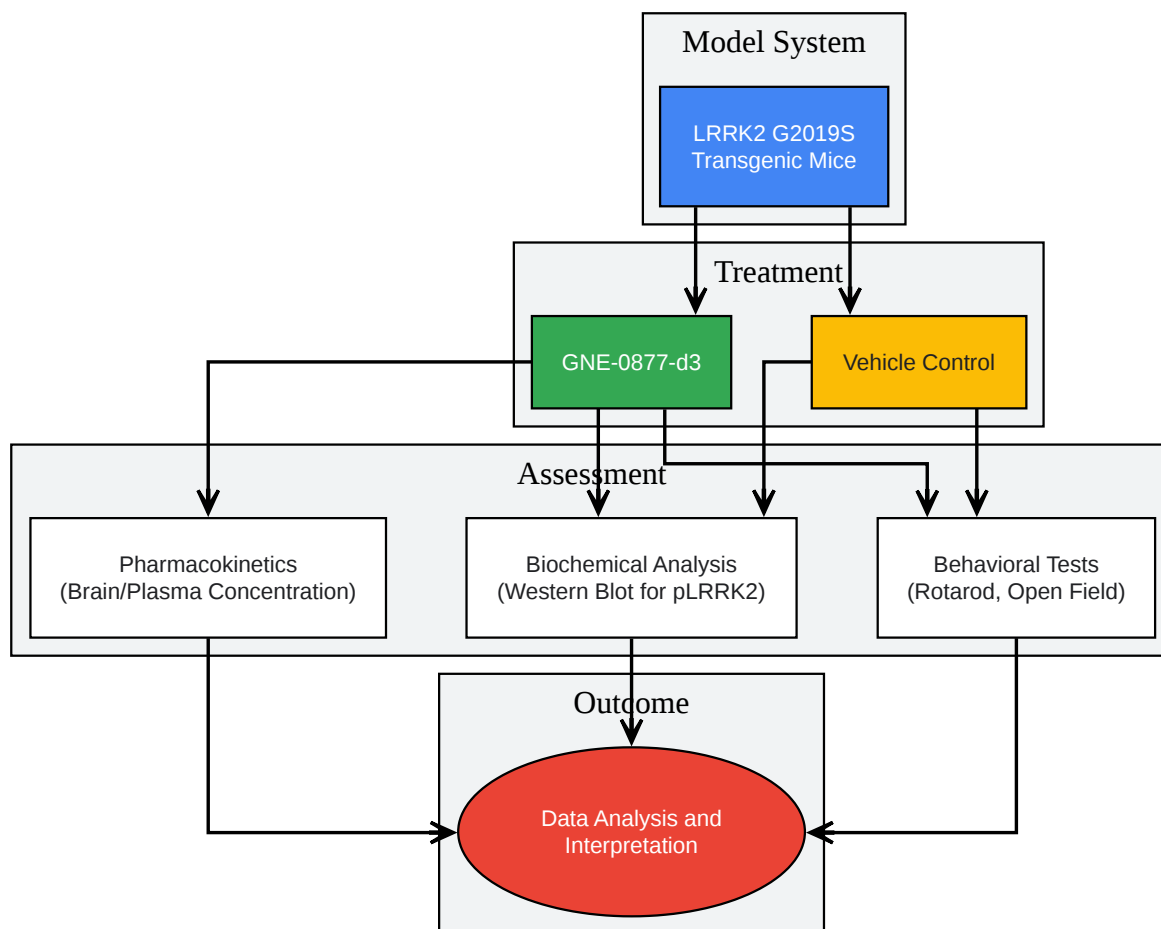 Model System
LRRK2 G2019S
Transgenic Mice
Treatment
GNE-0877-d3
Vehicle Control
Assessment
Pharmacokinetics
(Brain/Plasma Concentration)
Biochemical Analysis
(Western Blot for pLRRK2)
Behavioral Tests
(Rotarod, Open Field)
Outcome
Data Analysis and
Interpretation